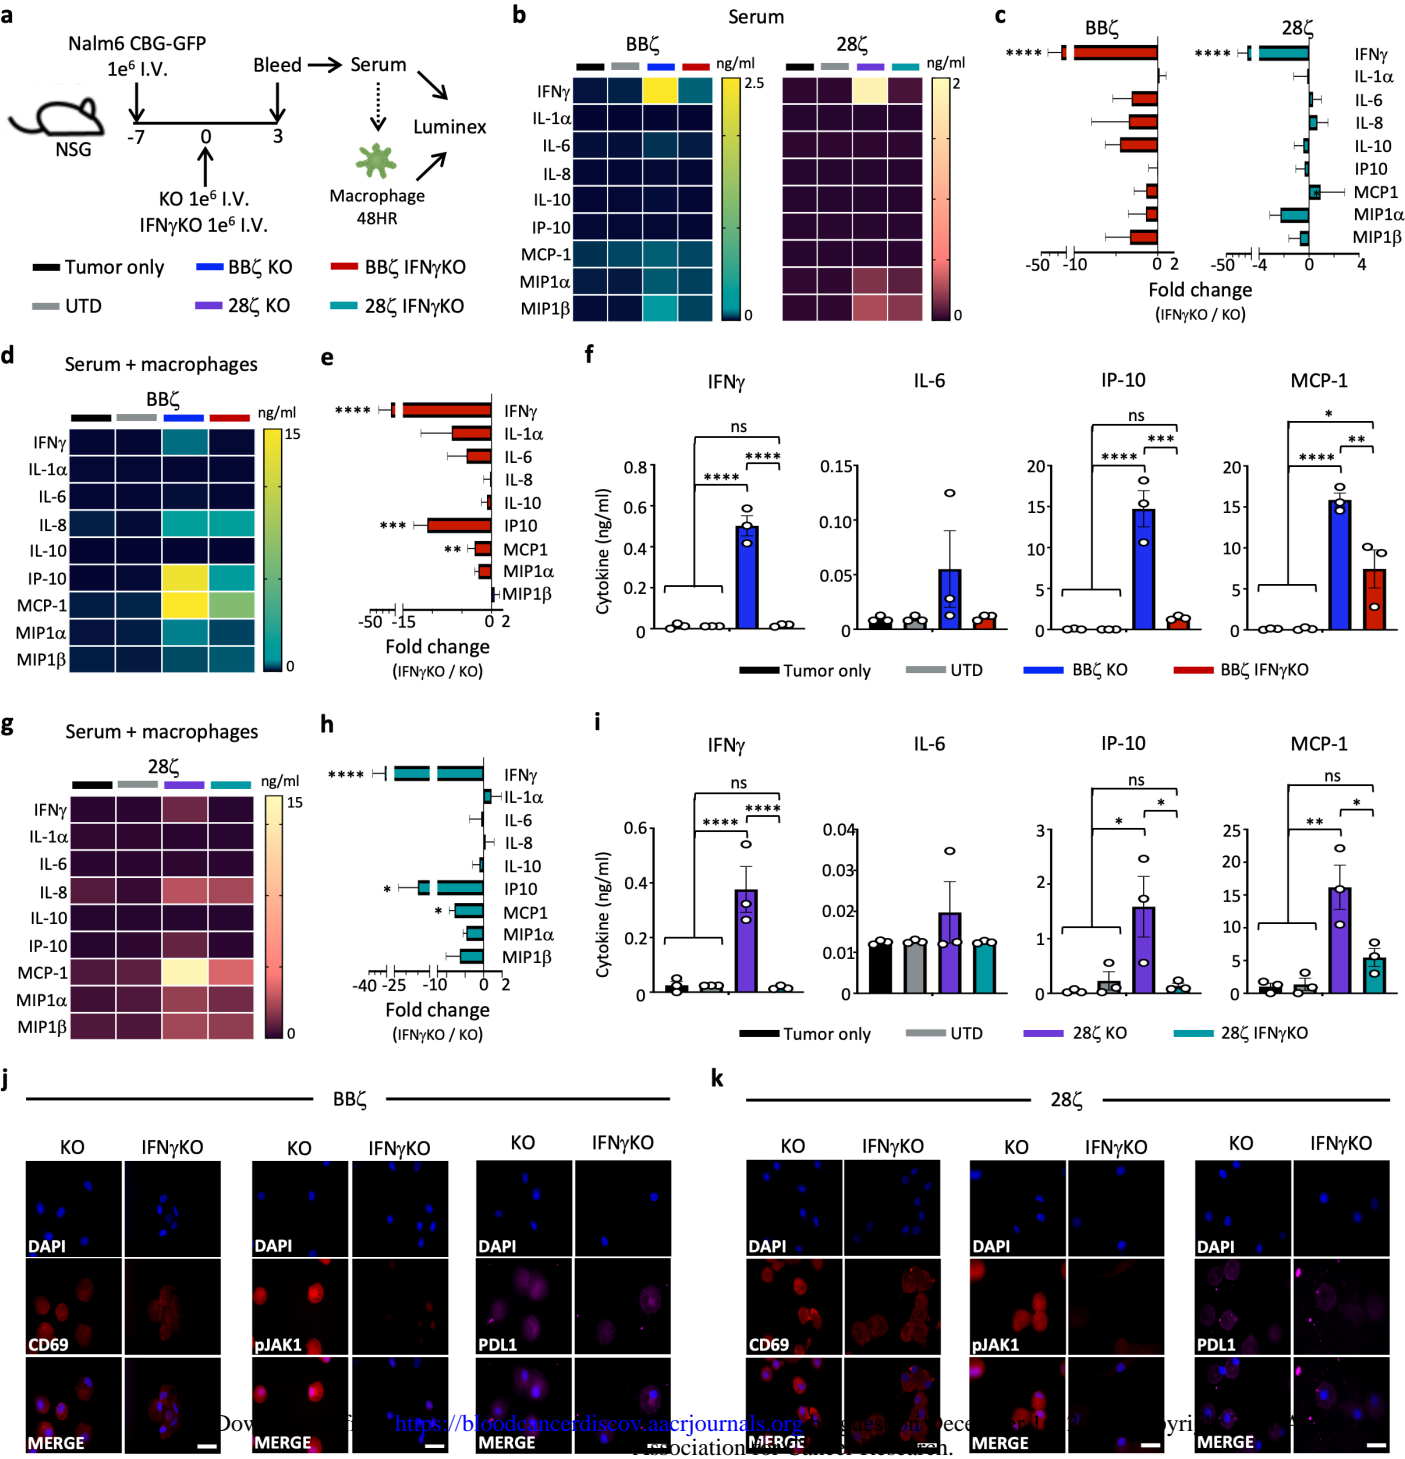 a
Nalm6 CBG-GFP
1e⁶ I.V.
Bleed
Serum
NSG
-7
0
3
Luminex
KO 1e⁶ I.V.
IFNγKO 1e⁶ I.V.
Macrophage
48HR
Tumor only
BBζ KO
BBζ IFNγKO
UTD
28ζ KO
28ζ IFNγKO
b
Serum
BBζ
28ζ
ng/ml
ng/ml
IFNγ
IL-1α
IL-6
IL-8
IL-10
IP-10
MCP-1
MIP1α
MIP1β
2.5
0
2
0
c
BBζ
28ζ
****
****
IFNγ
IL-1α
IL-6
IL-8
IL-10
IP10
MCP1
MIP1α
MIP1β
-50 -10 0 2
-50 -4 0 4
Fold change
(IFNγKO / KO)
d
Serum + macrophages
BBζ
ng/ml
IFNγ
IL-1α
IL-6
IL-8
IL-10
IP-10
MCP-1
MIP1α
MIP1β
15
0
e
**** IFNγ
IL-1α
IL-6
IL-8
IL-10
*** IP10
** MCP1
MIP1α
MIP1β
-50 -15 0 2
Fold change
(IFNγKO / KO)
f
IFNγ
IL-6
IP-10
MCP-1
Cytokine (ng/ml)
ns
****
****
0.8
0.6
0.4
0.2
0
0.15
0.10
0.05
0
ns
***
****
20
15
10
5
0
*
**
****
20
15
10
5
0
Tumor only
UTD
BBζ KO
BBζ IFNγKO
g
Serum + macrophages
28ζ
ng/ml
IFNγ
IL-1α
IL-6
IL-8
IL-10
IP-10
MCP-1
MIP1α
MIP1β
15
0
h
**** IFNγ
IL-1α
IL-6
IL-8
IL-10
* IP10
* MCP1
MIP1α
MIP1β
-40 -25 -10 0 2
Fold change
(IFNγKO / KO)
i
IFNγ
IL-6
IP-10
MCP-1
Cytokine (ng/ml)
ns
****
****
0.6
0.4
0.2
0
0.04
0.03
0.02
0.01
0
ns
*
*
3
2
1
0
ns
*
**
25
20
15
10
5
0
Tumor only
UTD
28ζ KO
28ζ IFNγKO
j
BBζ
KO IFNγKO
KO IFNγKO
KO IFNγKO
DAPI
DAPI
DAPI
CD69
pJAK1
PDL1
MERGE
MERGE
MERGE
k
28ζ
KO IFNγKO
KO IFNγKO
KO IFNγKO
DAPI
DAPI
DAPI
CD69
pJAK1
PDL1
MERGE
MERGE
MERGE
https://bloodcancerdiscov.aacrjournals.org
Association for Cancer Research.